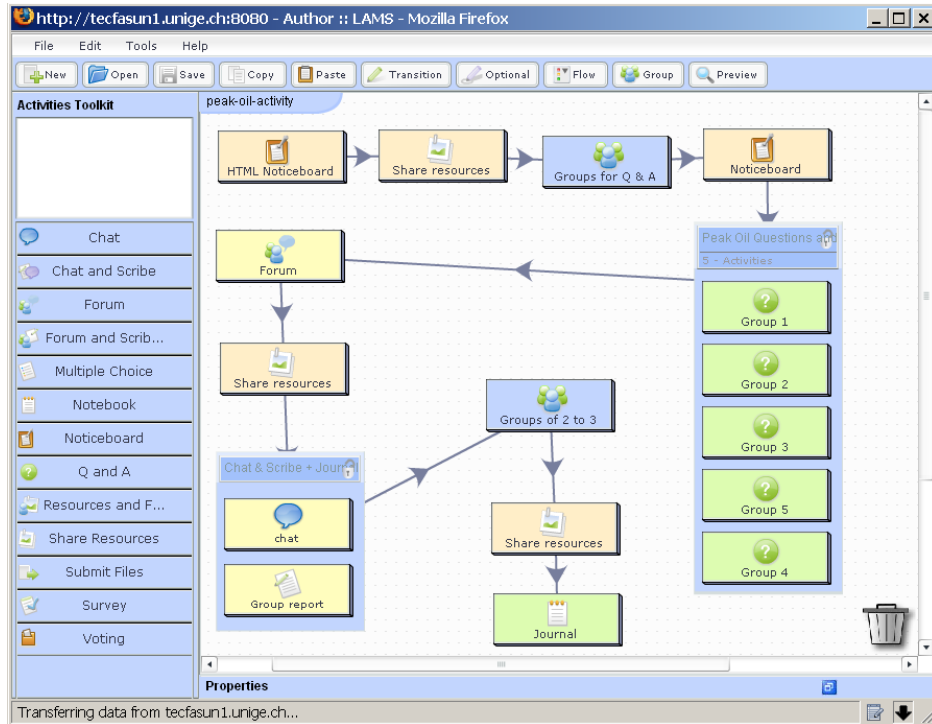 http://tecfasun1.unige.ch:8080 - Author :: LAMS - Mozilla Firefox
File Edit Tools Help
New Open Save Copy Paste Transition Optional Flow Group Preview
Activities Toolkit
peak-oil-activity
HTML Noticeboard
Share resources
Groups for Q & A
Noticeboard
Chat
Chat and Scribe
Forum
Forum and Scrib...
Multiple Choice
Notebook
Noticeboard
Q and A
Resources and F...
Share Resources
Submit Files
Survey
Voting
Peak Oil Questions and
5 - Activities
Group 1
Group 2
Group 3
Group 5
Group 4
Forum
Share resources
Chat & Scribe + Journal
chat
Group report
Groups of 2 to 3
Share resources
Journal
Properties
Transferring data from tecfasun1.unige.ch...